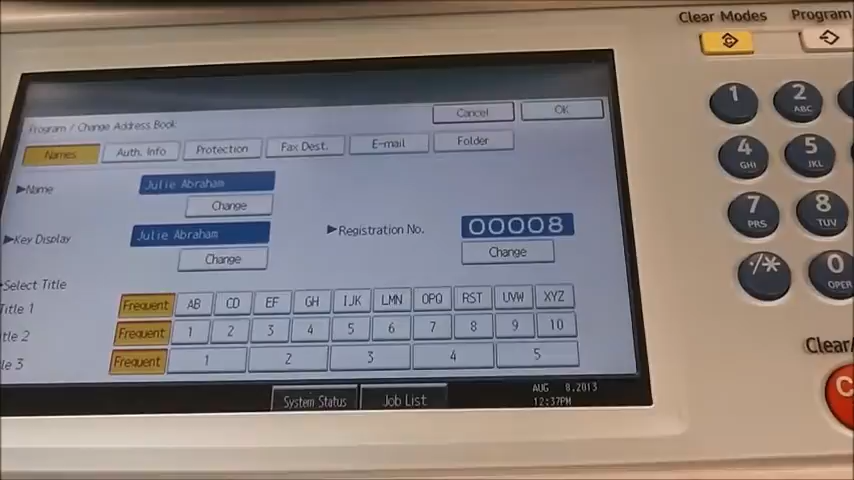 Clear Modes Program
Program / Change Address Book
Cancel OK
Names Auth. Info Protection Fax Dest. E-mail Folder
▶Name Julie Abraham
Change
▶Key Display Julie Abraham ▶Registration No. 00008
Change Change
▶Select Title
Title 1 Frequent AB CD EF GH IJK LMN OPQ RST UVW XYZ
tle 2 Frequent 1 2 3 4 5 6 7 8 9 10
le 3 Frequent 1 2 3 4 5
System Status Job List AUG 8,2013
12:37PM
1 2 ABC
4 GHI 5 JKL
7 PRS 8 TUV
·/✱ 0 OPER
Clear/
C